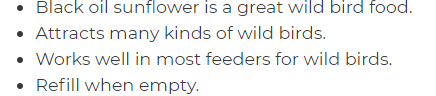 • Black oil sunflower is a great wild bird food.
• Attracts many kinds of wild birds.
• Works well in most feeders for wild birds.
• Refill when empty.